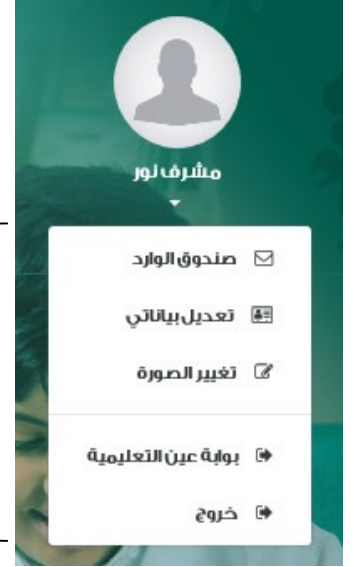 مشرف نور
صندوق الوارد
تعديل بياناتي
تغيير الصورة
بوابة عين التعليمية
خروج